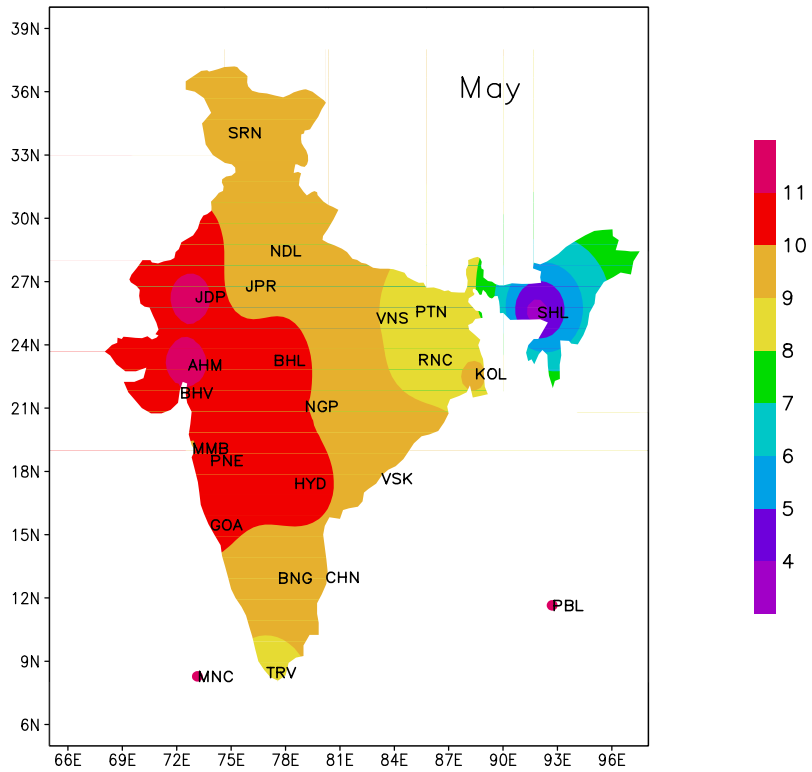 39N
May
36N
SRN
33N
11
30N
10
NDL
27N
JPR
JDP
9
PTN
SHL
VNS
24N
8
RNC
BHL
AHM
KOL
BHV
7
21N
NGP
MMB
6
PNE
18N
VSK
HYD
5
GOA
15N
4
BNG
CHN
12N
PBL
9N
TRV
MNC
6N
66E 69E 72E 75E 78E 81E 84E 87E 90E 93E 96E